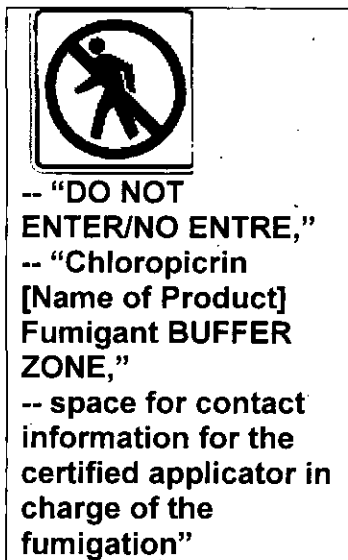 -- “DO NOT
ENTER/NO ENTRE,”
-- “Chloropicrin
[Name of Product]
Fumigant BUFFER
ZONE,”
-- space for contact
information for the
certified applicator in
charge of the
fumigation”